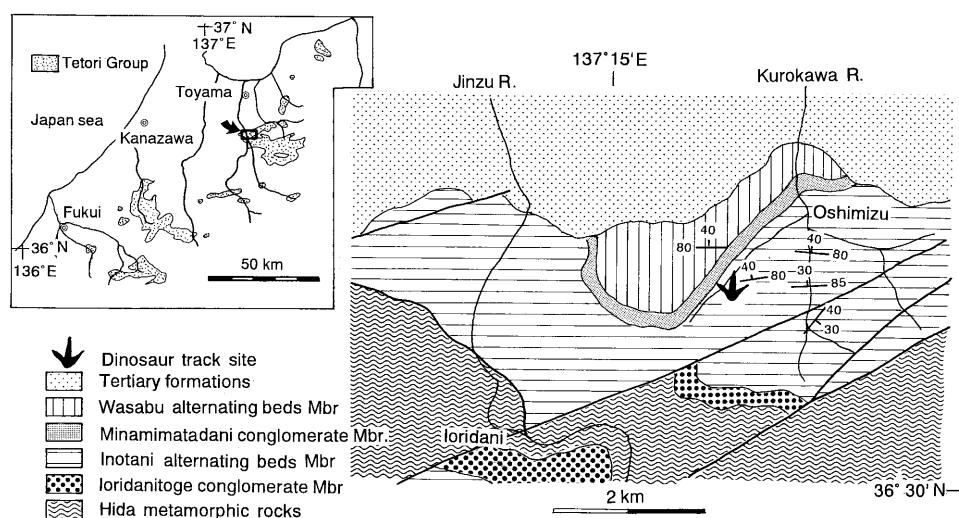 37° N
137° E
Tetori Group
Toyama
Japan sea
Kanazawa
Fukui
36° N
136° E
50 km
137° 15' E
Jinzu R.
Kurokawa R.
Oshimizu
40
80
40
80
40
80
30
85
40
30
Ioridani
2 km
36° 30' N
Dinosaur track site
Tertiary formations
Wasabu alternating beds Mbr
Minamimatadani conglomerate Mbr.
Inotani alternating beds Mbr
Ioridanitoge conglomerate Mbr
Hida metamorphic rocks